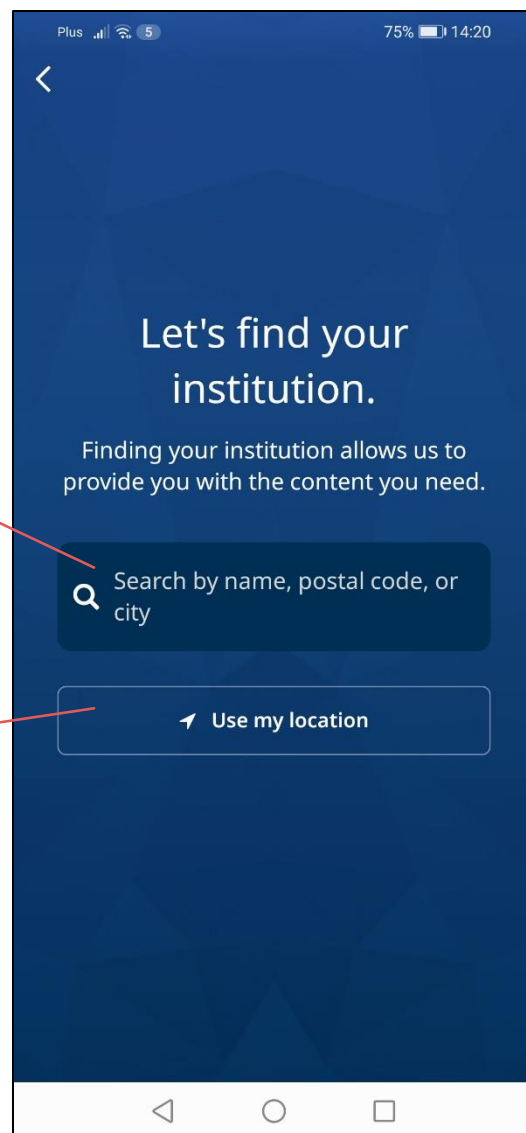 Plus 5 75% 14:20
Let's find your
institution.
Finding your institution allows us to
provide you with the content you need.
Search by name, postal code, or
city
Use my location